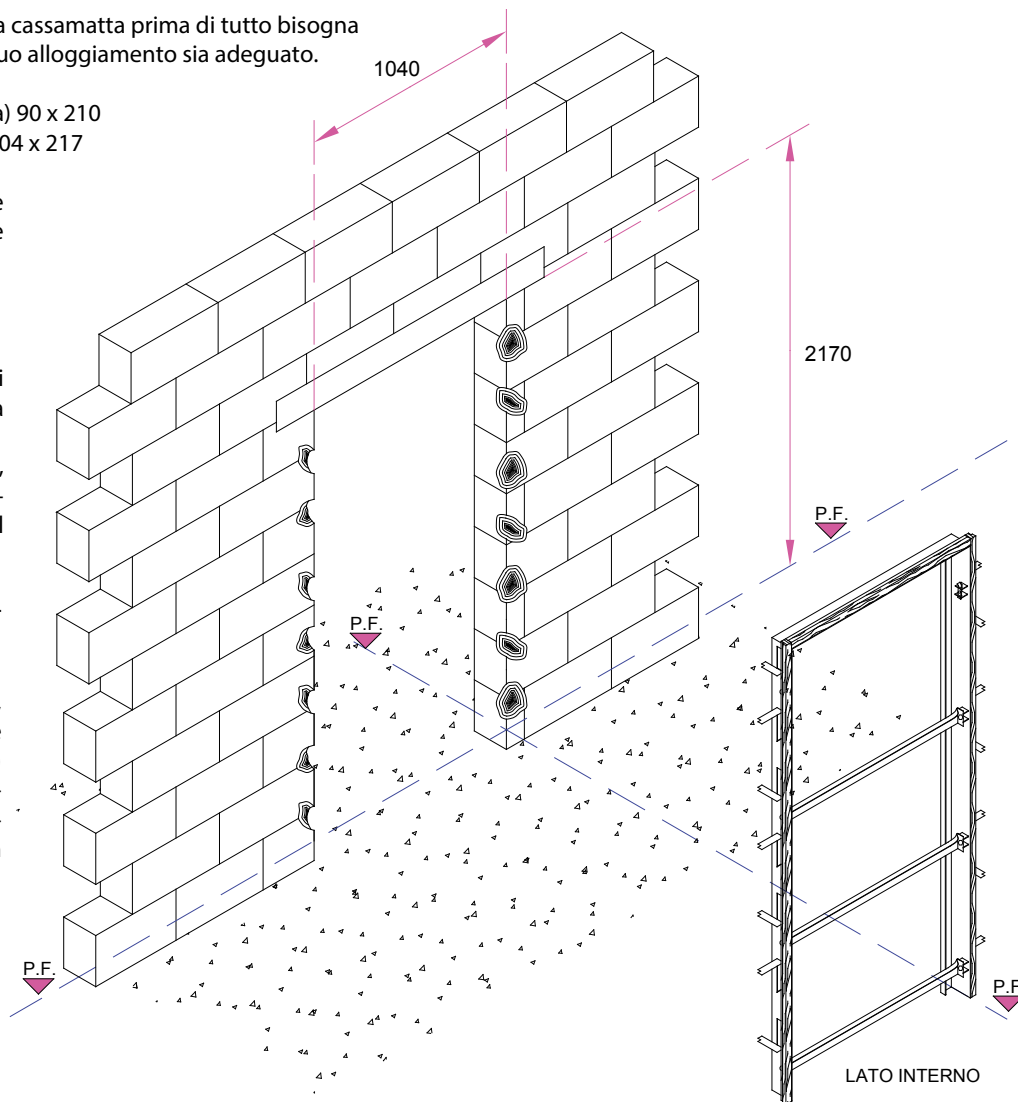 a cassamatta prima di tutto bisogna
uo alloggiamento sia adeguato.
a) 90 x 210
04 x 217
e
e
i
a
,
-
l
.
,
e
.
-
.
1040
2170
P.F.
P.F.
P.F.
P.F.
LATO INTERNO